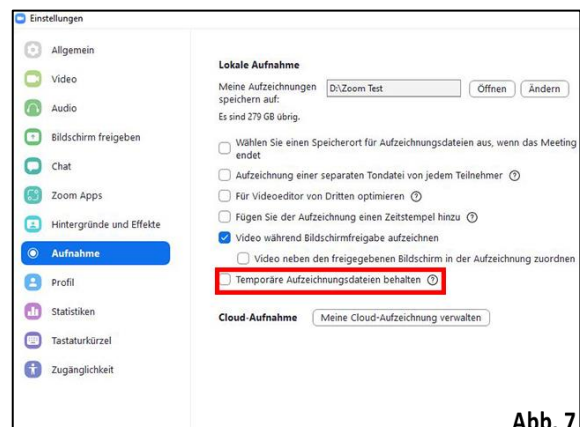 Einstellungen
Allgemein
Video
Audio
Bildschirm freigeben
Chat
Zoom Apps
Hintergründe und Effekte
Aufnahme
Profil
Statistiken
Tastaturkürzel
Zugänglichkeit
Lokale Aufnahme
Meine Aufzeichnungen
speichern auf:
D:\Zoom Test
Öffnen
Ändern
Es sind 279 GB übrig.
Wählen Sie einen Speicherort für Aufzeichnungsdateien aus, wenn das Meeting
endet
Aufzeichnung einer separaten Tondatei von jedem Teilnehmer
Für Videoeditor von Dritten optimieren
Fügen Sie der Aufzeichnung einen Zeitstempel hinzu
Video während Bildschirmfreigabe aufzeichnen
Video neben den freigegebenen Bildschirm in der Aufzeichnung zuordnen
Temporäre Aufzeichnungsdateien behalten
Cloud-Aufnahme
Meine Cloud-Aufzeichnung verwalten
Abb. 7